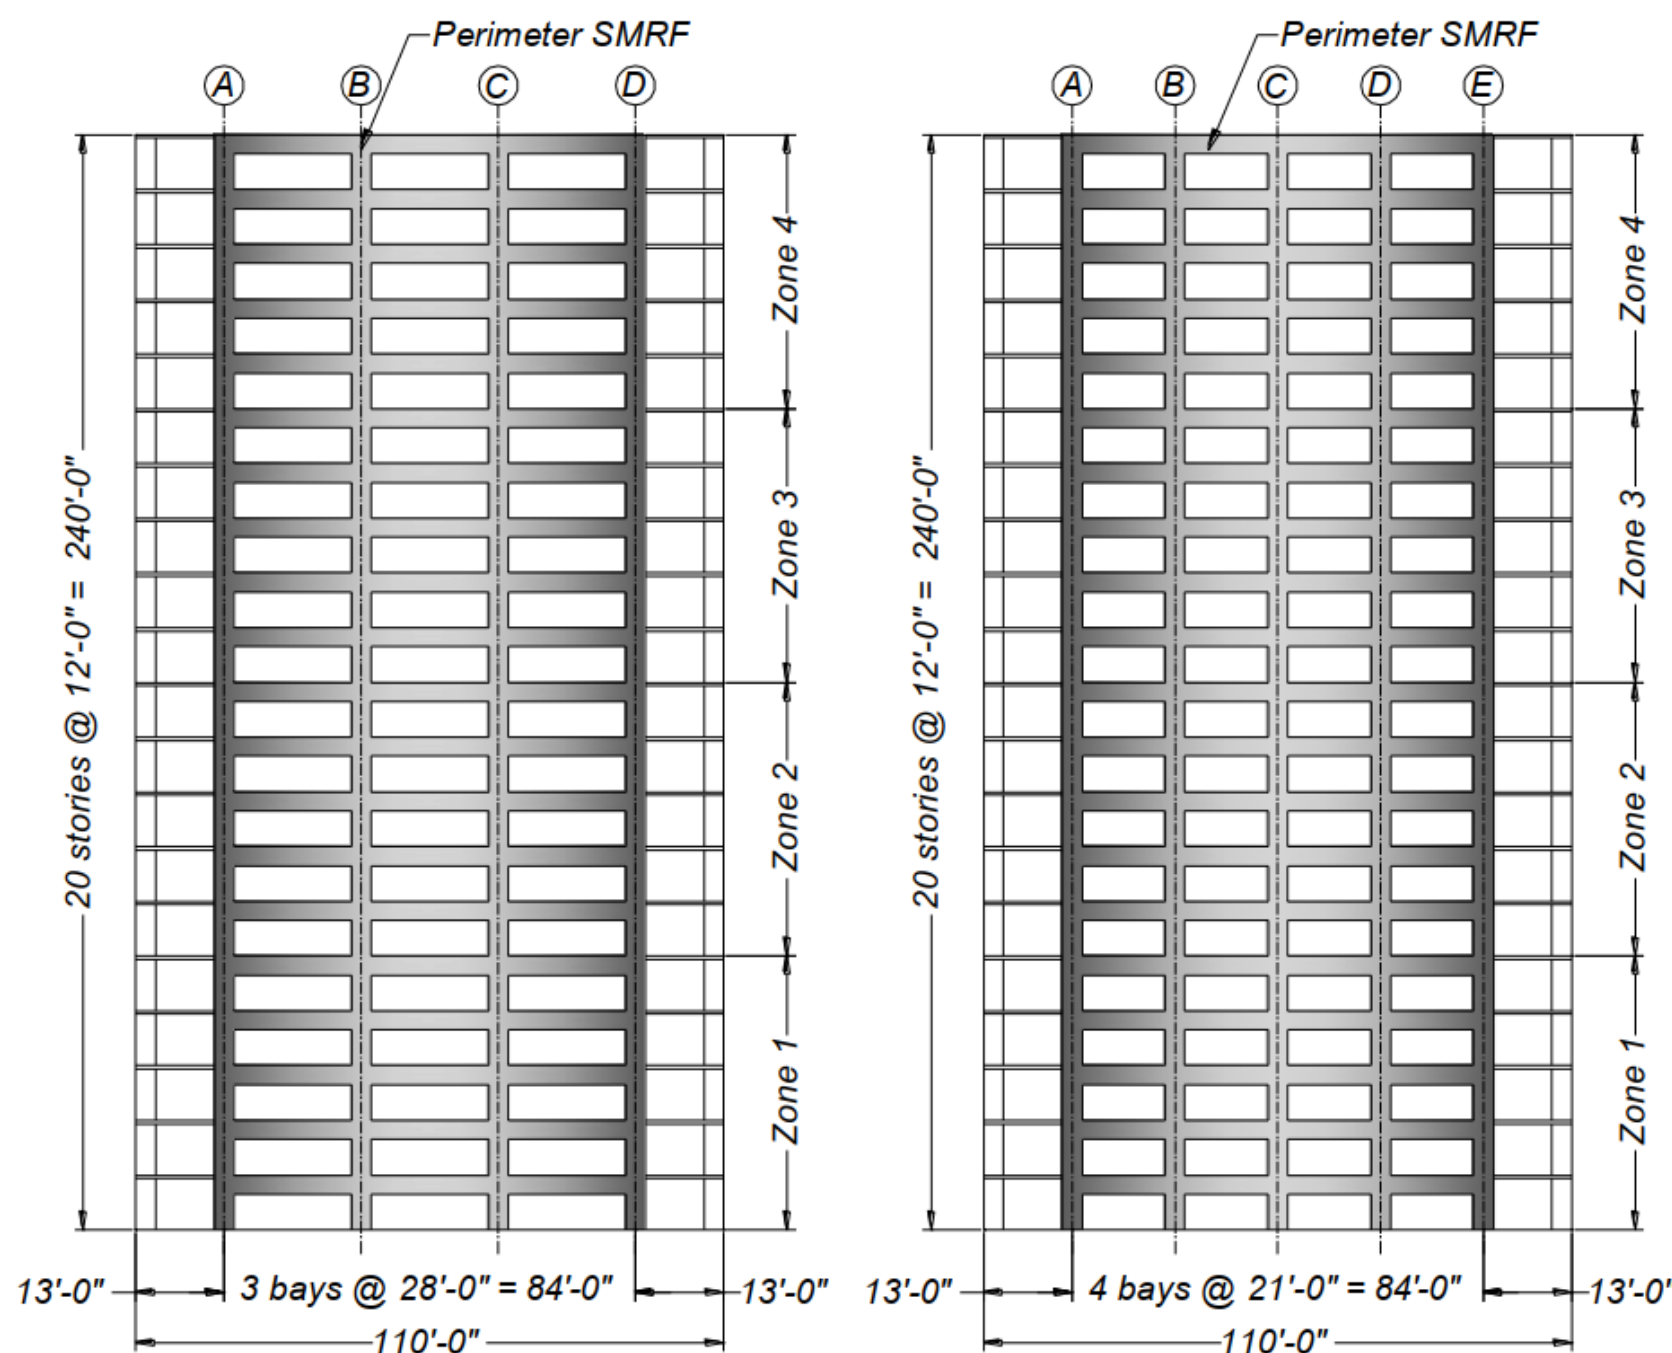 Perimeter SMRF
A B C D
20 stories @ 12'-0" = 240'-0"
Zone 4
Zone 3
Zone 2
Zone 1
13'-0" 3 bays @ 28'-0" = 84'-0" 13'-0"
110'-0"
Perimeter SMRF
A B C D E
20 stories @ 12'-0" = 240'-0"
Zone 4
Zone 3
Zone 2
Zone 1
13'-0" 4 bays @ 21'-0" = 84'-0" 13'-0'
110'-0"